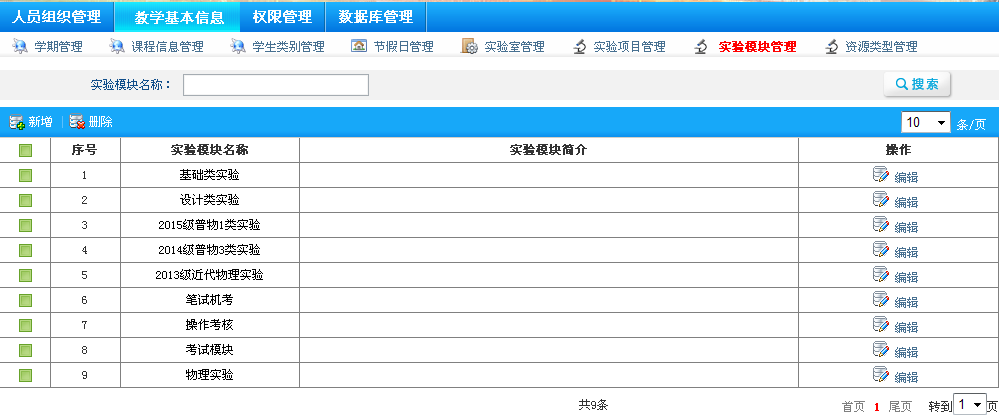 人员组织管理 教学基本信息 权限管理 数据库管理
学期管理 课程信息管理 学生类别管理 节假日管理 实验室管理 实验项目管理 实验模块管理 资源类型管理
实验模块名称： 搜索
新增 删除 10 条/页
序号 实验模块名称 实验模块简介 操作
1 基础类实验 编辑
2 设计类实验 编辑
3 2015级普物1类实验 编辑
4 2014级普物3类实验 编辑
5 2013级近代物理实验 编辑
6 笔试机考 编辑
7 操作考核 编辑
8 考试模块 编辑
9 物理实验 编辑
共9条 首页 1 尾页 转到 1 页